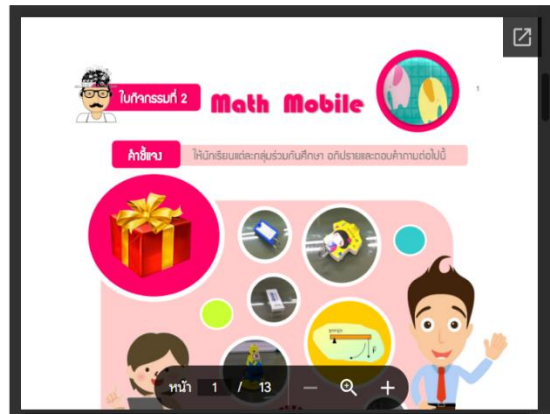 ใบกิจกรรมที่ 2
Math Mobile
1
คำชี้แจง
ให้นักเรียนแต่ละกลุ่มร่วมกันศึกษา อภิปรายและตอบคำถามต่อไปนี้
หน้า 1 / 13